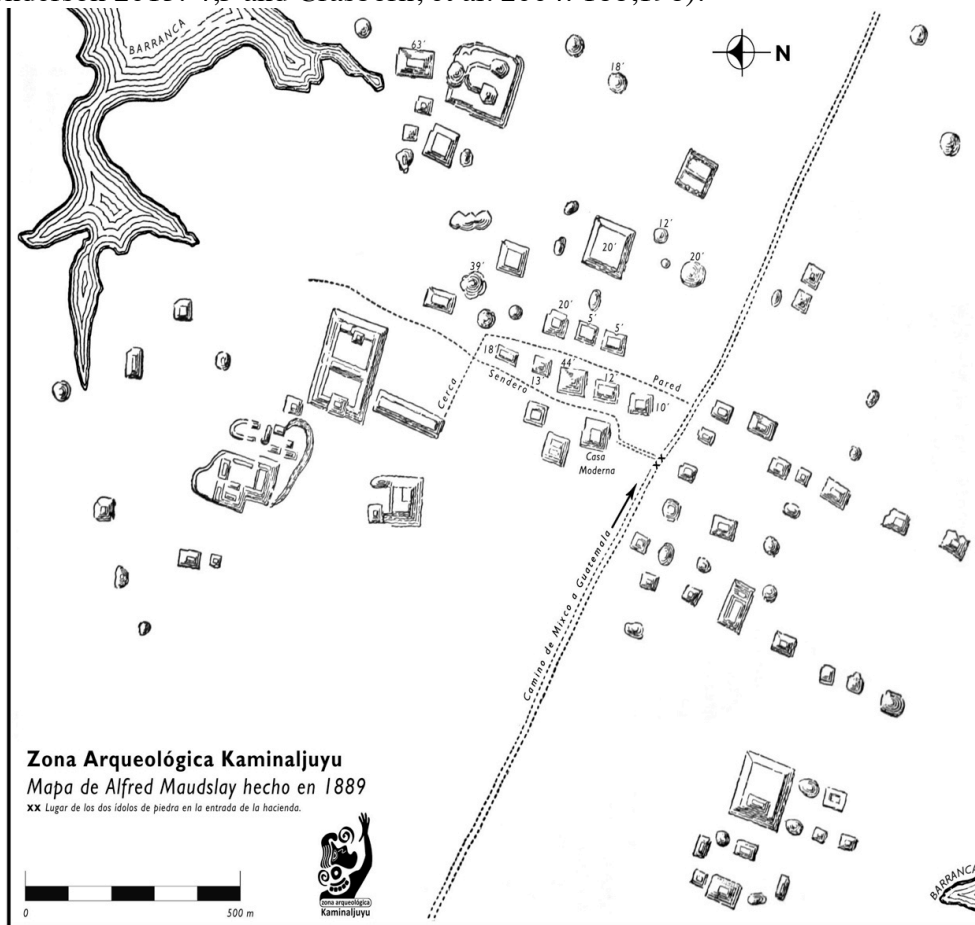 BARRANCA
63'
18'
N
12'
20'
20'
39'
20'
5'
5'
18'
13'
44'
12'
10'
Cerca
Sendero
Pared
Casa
Moderna
Camino de Mixco a Guatemala
XX
Zona Arqueológica Kaminaljuyu
Mapa de Alfred Maudslay hecho en 1889
XX Lugar de los dos ídolos de piedra en la entrada de la hacienda.
0
500 m
zona arqueológica
Kaminaljuyu
BARRANCA